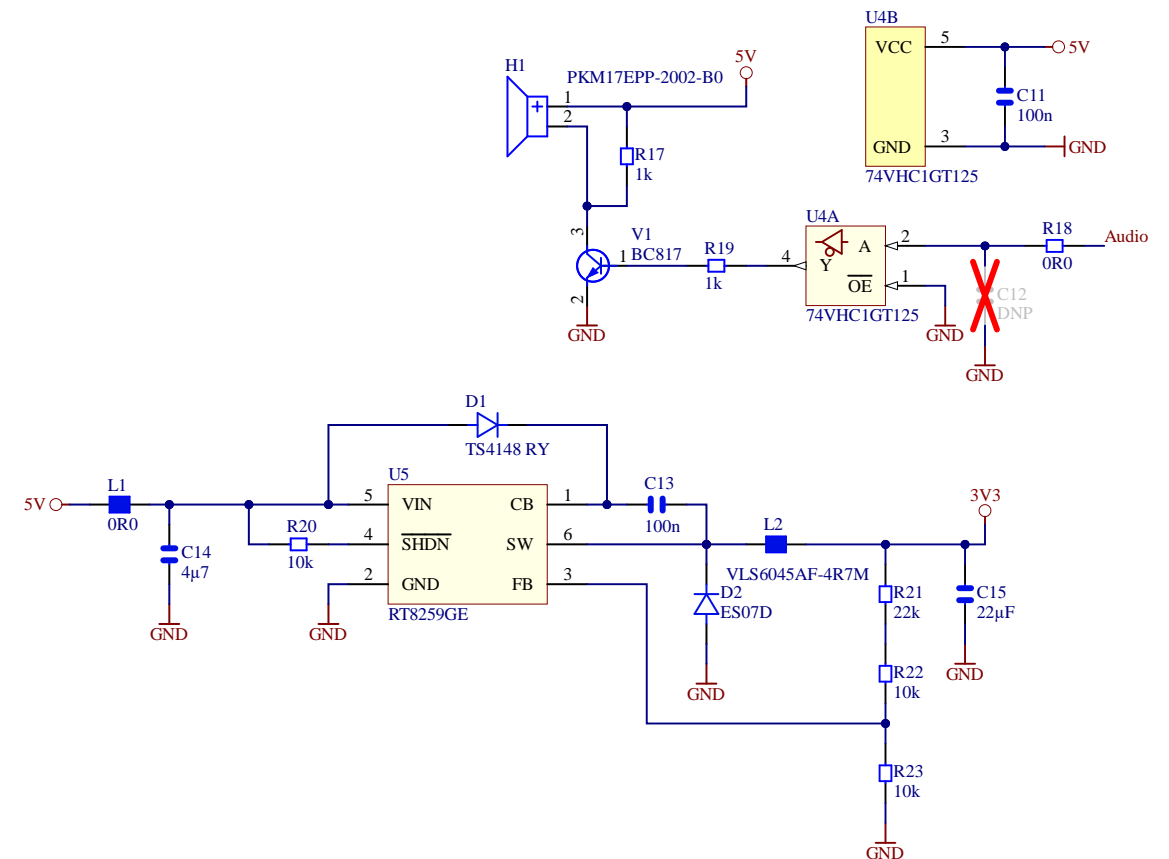 U4B
VCC
5
5V
C11
100n
GND
3
GND
74VHC1GT125
H1
PKM17EPP-2002-B0
5V
+
1
2
R17
1k
3
V1
BC817
1
2
GND
R19
1k
U4A
4
A
Y
OE
2
1
74VHC1GT125
R18
0R0
Audio
C12
DNP
GND
GND
D1
TS4148 RY
U5
5V
L1
0R0
5
VIN
CB
1
C13
100n
3V3
R20
10k
4
SHDN
SW
6
L2
C14
4µ7
2
GND
FB
3
VLS6045AF-4R7M
RT8259GE
D2
ES07D
R21
22k
C15
22µF
GND
GND
GND
GND
R22
10k
R23
10k
GND